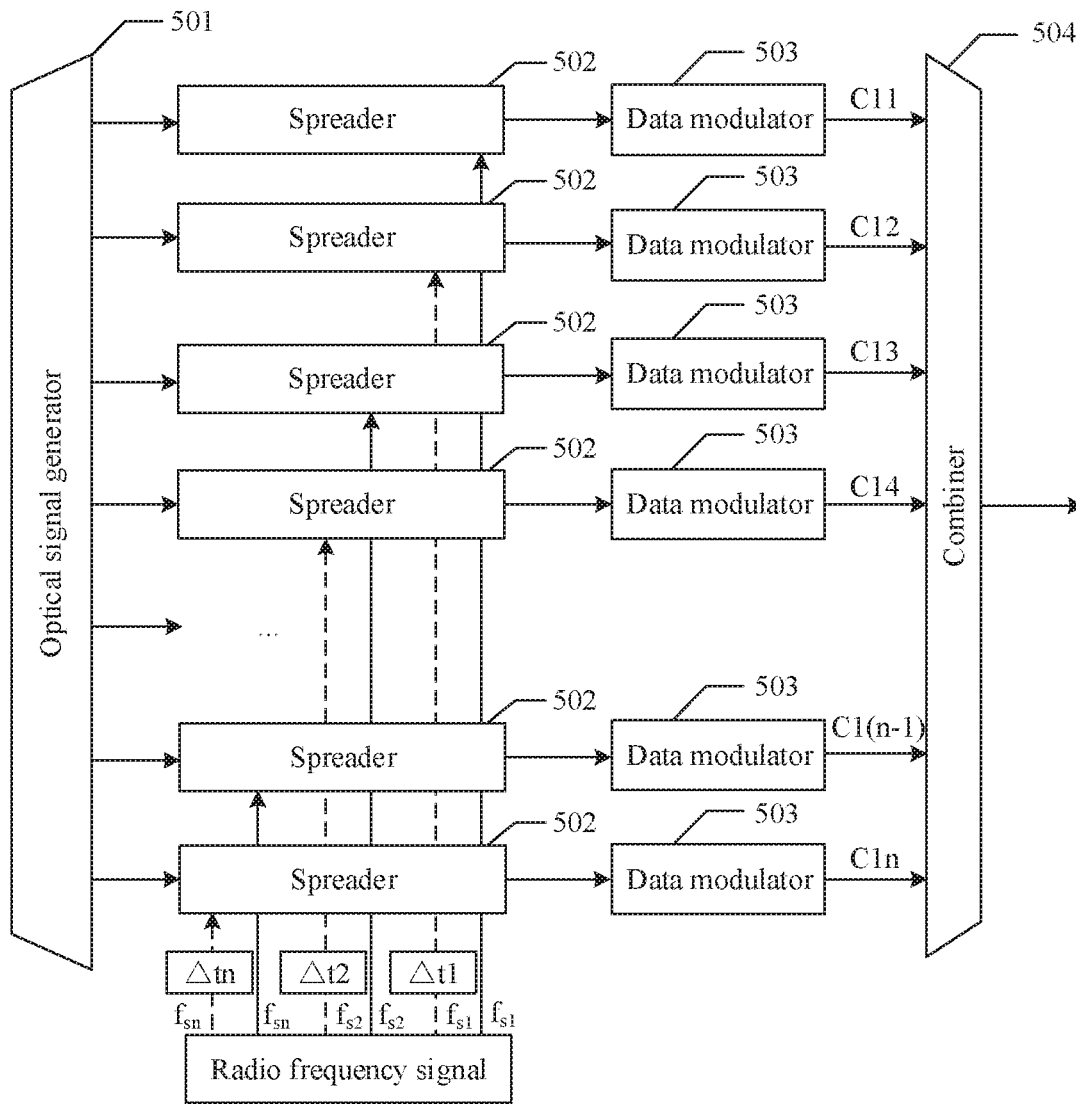 501
504
502
503
Spreader
Data modulator
C11
502
503
Spreader
Data modulator
C12
502
503
Spreader
Data modulator
C13
502
503
Spreader
Data modulator
C14
Optical signal generator
Combiner
...
502
503
Spreader
Data modulator
C1(n-1)
502
503
Spreader
Data modulator
C1n
△tn
△t2
△t1
fsn
fsn
fs2
fs2
fs1
fs1
Radio frequency signal